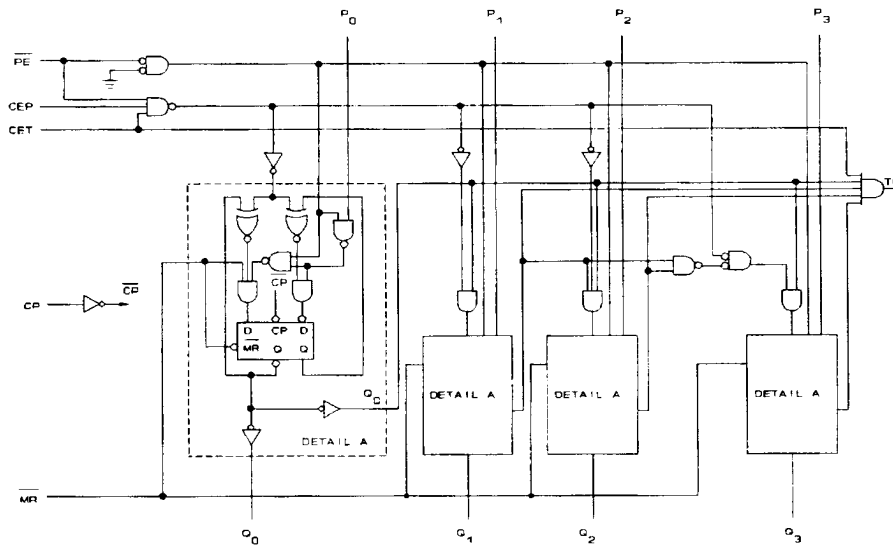 P0
P1
P2
P3
PE
CEP
CET
TC
CP
CP
CP
D CP D
MR Q Q
Q0
DETAIL A
DETAIL A
DETAIL A
DETAIL A
MR
Q0
Q1
Q2
Q3